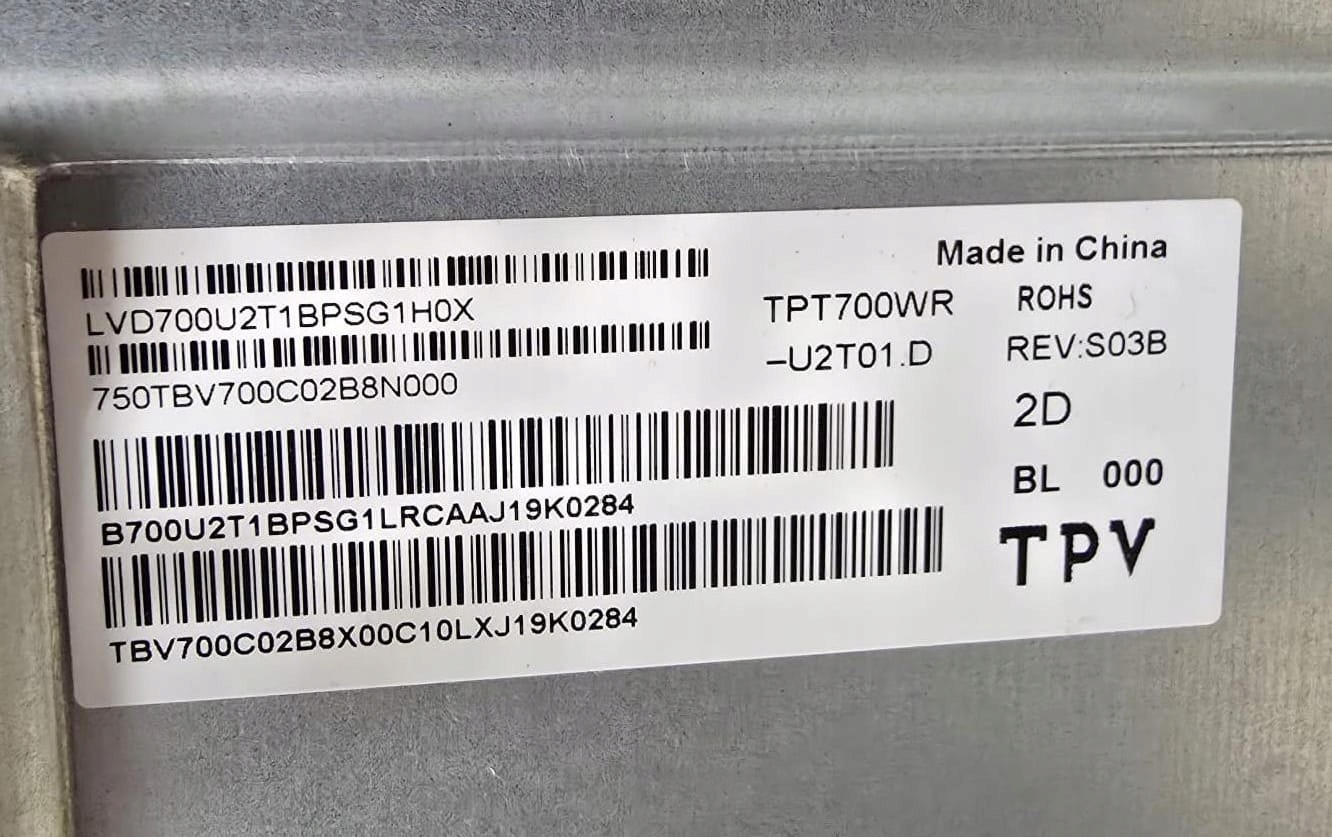 Made in China
LVD700U2T1BPSG1H0X
TPT700WR
ROHS
750TBV700C02B8N000
-U2T01.D
REV:S03B
2D
B700U2T1BPSG1LRCAAJ19K0284
BL 000
TBV700C02B8X00C10LXJ19K0284
TPV